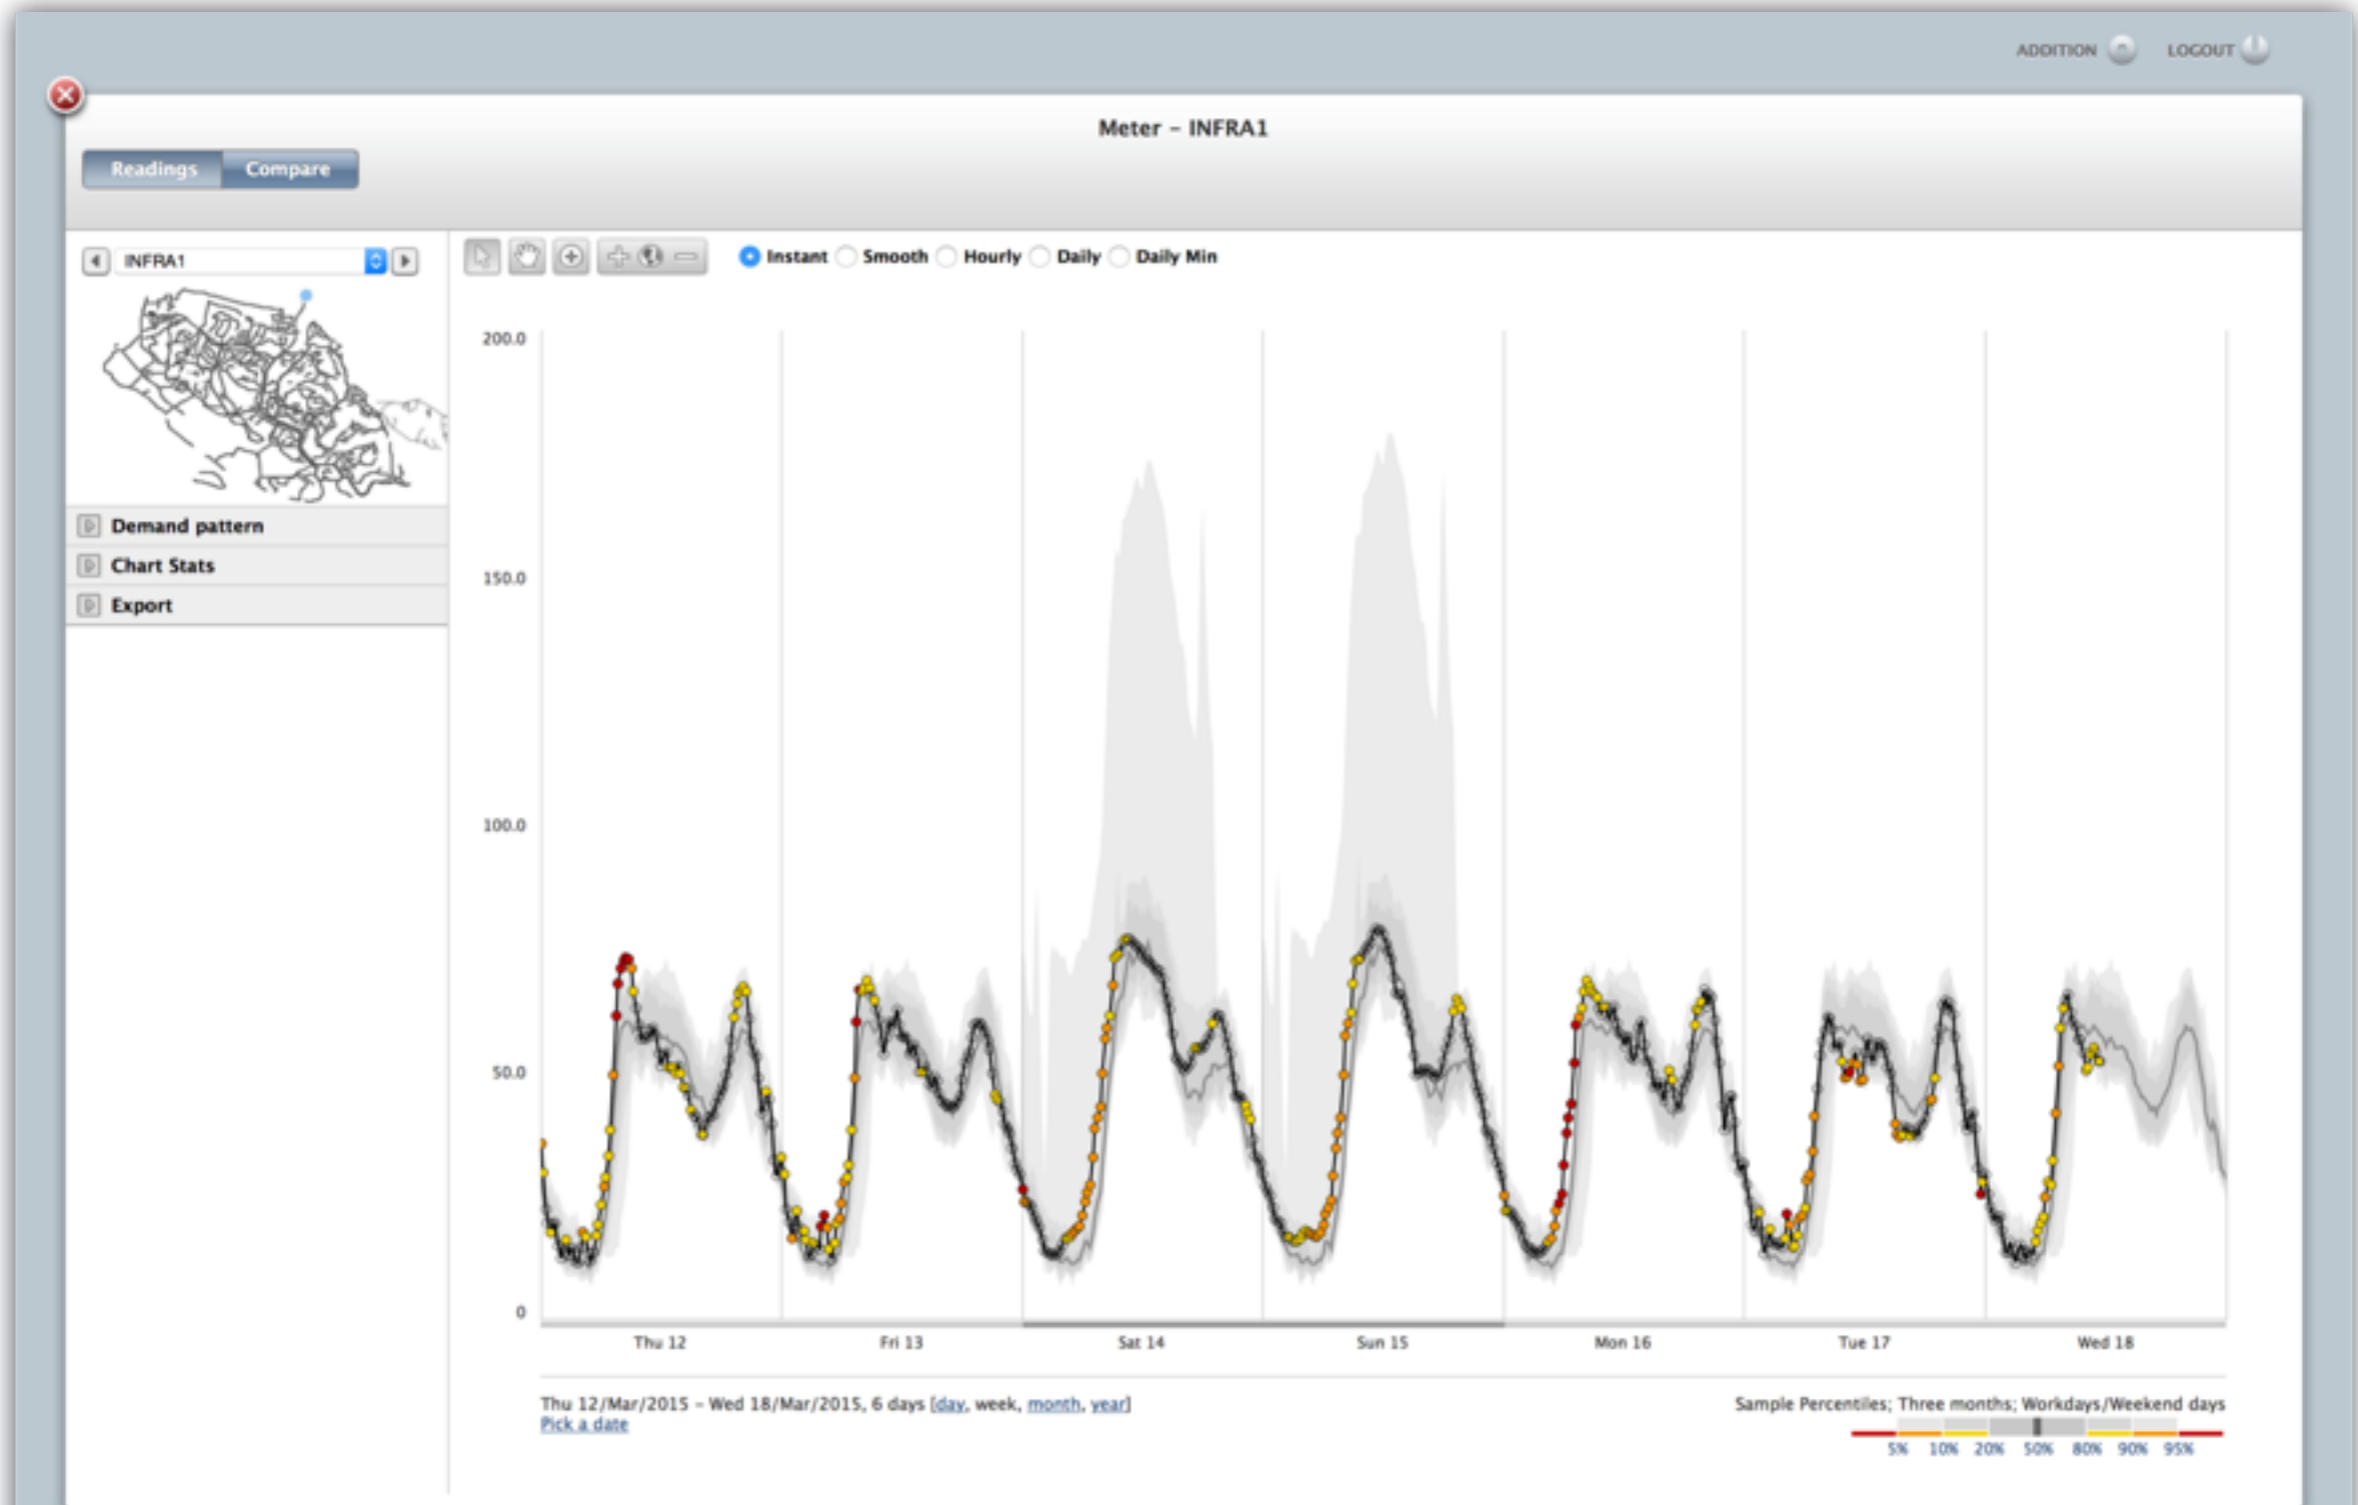 ADDITION LOGOUT
Meter – INFRA1
Readings Compare
INFRA1
Instant Smooth Hourly Daily Daily Min
Demand pattern
Chart Stats
Export
200.0
150.0
100.0
50.0
0
Thu 12 Fri 13 Sat 14 Sun 15 Mon 16 Tue 17 Wed 18
Thu 12/Mar/2015 – Wed 18/Mar/2015, 6 days [day, week, month, year]
Pick a date
Sample Percentiles; Three months; Workdays/Weekend days
5% 10% 20% 50% 80% 90% 95%